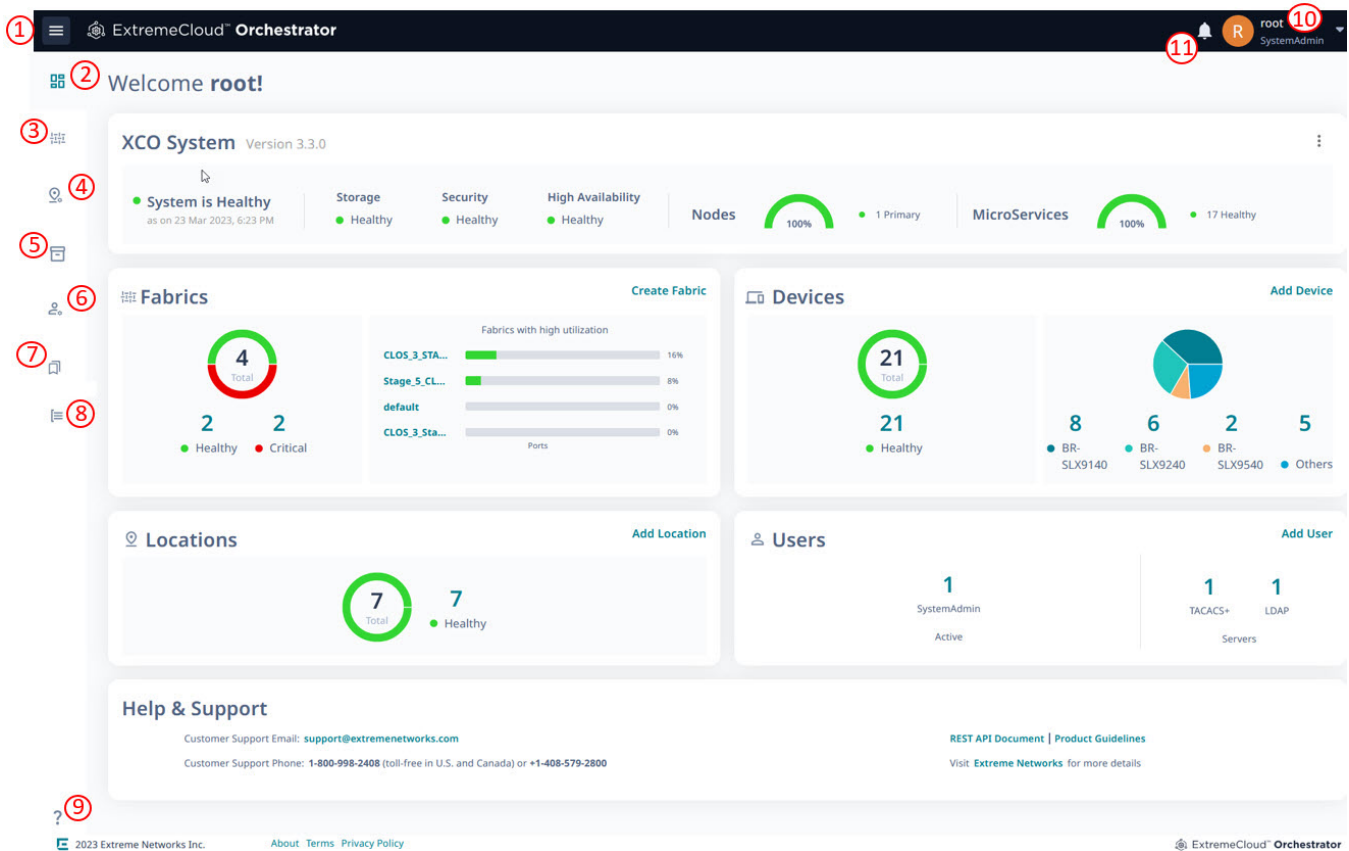 1
ExtremeCloud™ Orchestrator
11
R
root
10
SystemAdmin
2
Welcome root!
3
XCO System Version 3.3.0
4
System is Healthy
as on 23 Mar 2023, 6:23 PM
Storage
Healthy
Security
Healthy
High Availability
Healthy
Nodes
100%
1 Primary
MicroServices
100%
17 Healthy
5
6
7
8
Fabrics
Create Fabric
4
Total
2
Healthy
2
Critical
Fabrics with high utilization
CLOS_3_STA... 16%
Stage_5_CL... 8%
default 0%
CLOS_3_Sta... 0%
Ports
Devices
Add Device
21
Total
21
Healthy
8
BR-
SLX9140
6
BR-
SLX9240
2
BR-
SLX9540
5
Others
Locations
Add Location
7
Total
7
Healthy
Users
Add User
1
SystemAdmin
Active
1
TACACS+
1
LDAP
Servers
Help & Support
Customer Support Email: support@extremenetworks.com
Customer Support Phone: 1-800-998-2408 (toll-free in U.S. and Canada) or +1-408-579-2800
REST API Document | Product Guidelines
Visit Extreme Networks for more details
9
?
2023 Extreme Networks Inc.
About Terms Privacy Policy
ExtremeCloud™ Orchestrator